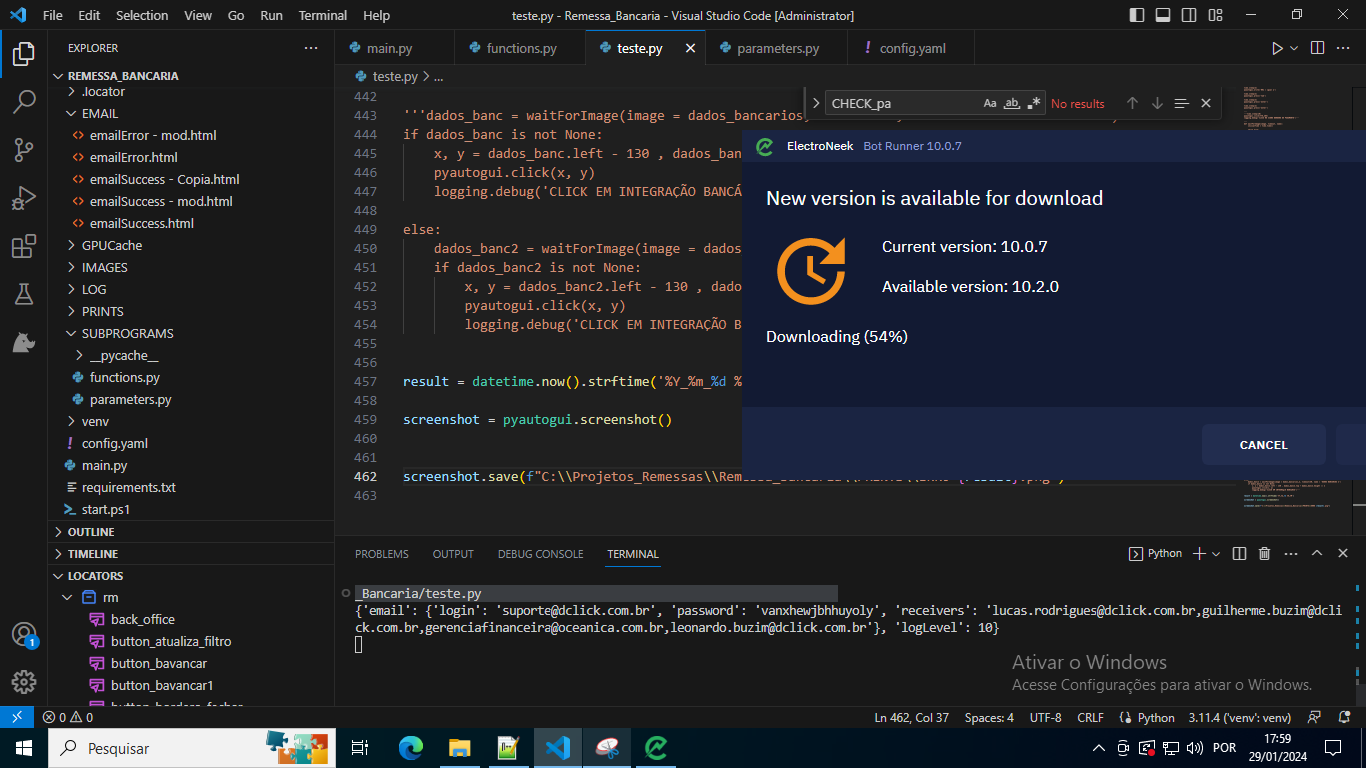 File Edit Selection View Go Run Terminal Help
teste.py - Remessa_Bancaria - Visual Studio Code [Administrator]
EXPLORER
REMESSA_BANCARIA
.locator
EMAIL
emailError - mod.html
emailError.html
emailSuccess - Copia.html
emailSuccess - mod.html
emailSuccess.html
GPUCache
IMAGES
LOG
PRINTS
SUBPROGRAMS
__pycache__
functions.py
parameters.py
venv
config.yaml
main.py
requirements.txt
start.ps1
OUTLINE
TIMELINE
LOCATORS
rm
back_office
button_atualiza_filtro
button_bavancar
button_bavancar1
main.py functions.py teste.py parameters.py config.yaml
teste.py > ...
CHECK_pa
Aa ab
No results
442
443 '''dados_banc = waitForImage(image = dados_bancarios,
444 if dados_banc is not None:
445 x, y = dados_banc.left - 130 , dados_ban
446 pyautogui.click(x, y)
447 logging.debug('CLICK EM INTEGRAÇÃO BANCÁ
448
449 else:
450 dados_banc2 = waitForImage(image = dados
451 if dados_banc2 is not None:
452 x, y = dados_banc2.left - 130 , dado
453 pyautogui.click(x, y)
454 logging.debug('CLICK EM INTEGRAÇÃO B
455
456
457 result = datetime.now().strftime('%Y_%m_%d %
458
459 screenshot = pyautogui.screenshot()
460
461
462 screenshot.save(f"C:\\Projetos_Remessas\\Rem
463
ElectroNeek Bot Runner 10.0.7
New version is available for download
Current version: 10.0.7
Available version: 10.2.0
Downloading (54%)
CANCEL
PROBLEMS OUTPUT DEBUG CONSOLE TERMINAL
Python
_Bancaria/teste.py
{'email': {'login': 'suporte@dclick.com.br', 'password': 'vanxhewjbhhuyoly', 'receivers': 'lucas.rodrigues@dclick.com.br,guilherme.buzim@dcli
ck.com.br,gerenciafinanceira@oceanica.com.br,leonardo.buzim@dclick.com.br'}, 'logLevel': 10}
Ativar o Windows
Acesse Configurações para ativar o Windows.
1
0 0
Ln 462, Col 37 Spaces: 4 UTF-8 CRLF Python 3.11.4 ('venv': venv)
Pesquisar
POR
17:59
29/01/2024